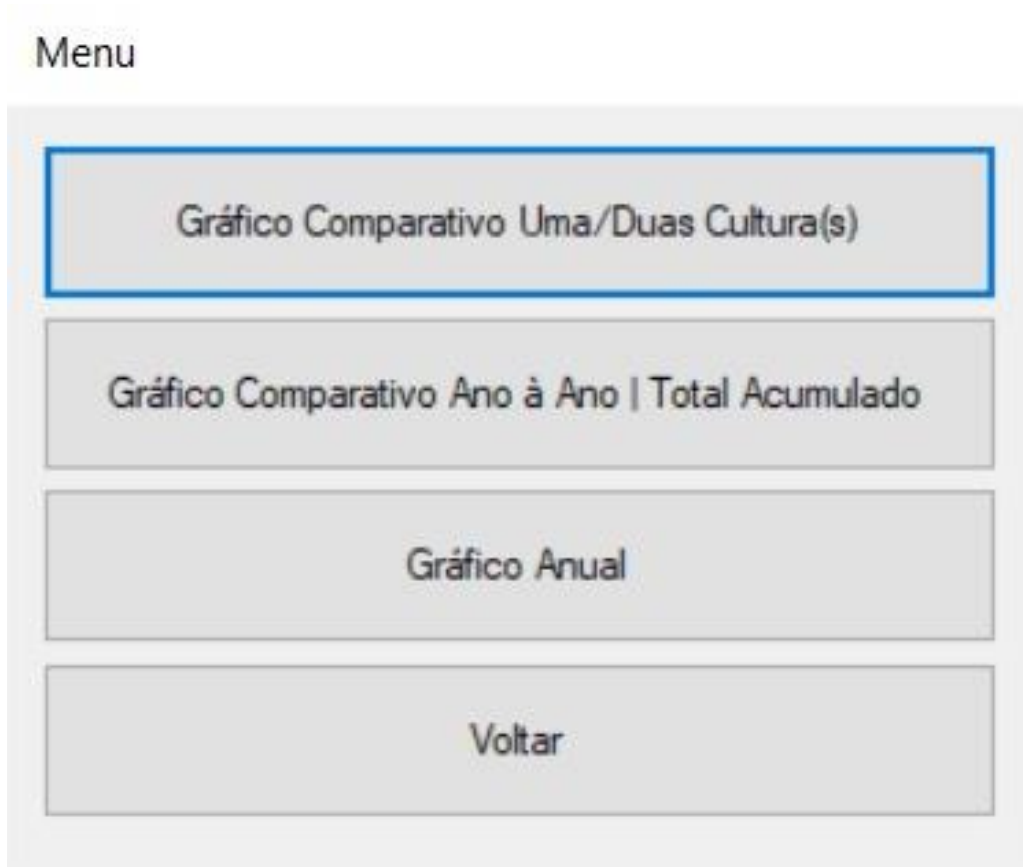 Menu
Gráfico Comparativo Uma/Duas Cultura(s)
Gráfico Comparativo Ano à Ano | Total Acumulado
Gráfico Anual
Voltar